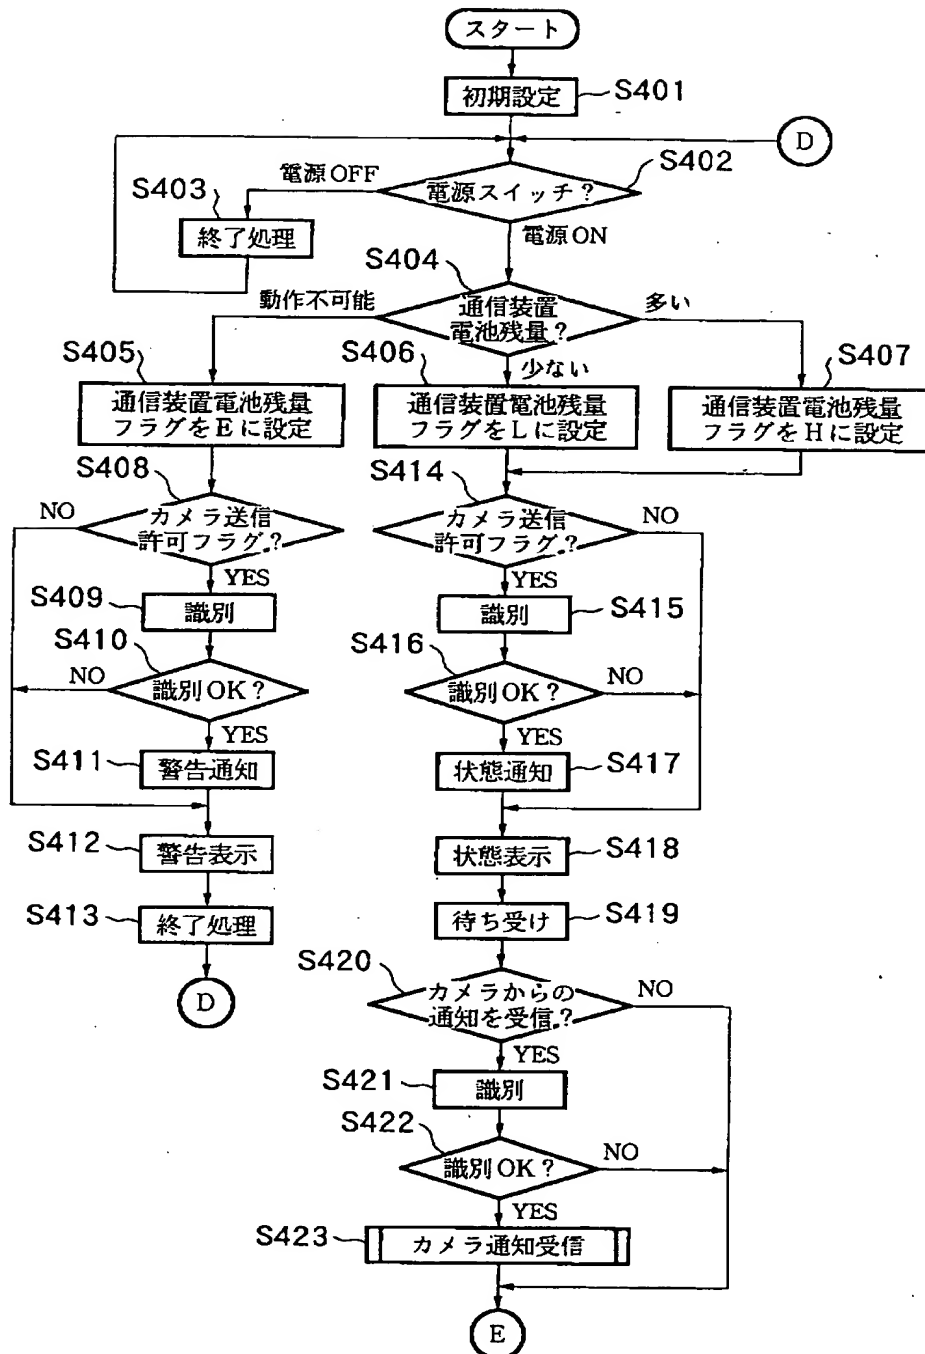 スタート
初期設定
S401
D
S402
電源スイッチ？
電源OFF
S403
終了処理
電源ON
S404
通信装置
電池残量？
動作不可能
多い
少ない
S405
通信装置電池残量
フラグをEに設定
S406
通信装置電池残量
フラグをLに設定
S407
通信装置電池残量
フラグをHに設定
S408
カメラ送信
許可フラグ？
NO
YES
S409
識別
S410
識別OK？
NO
YES
S411
警告通知
S412
警告表示
S413
終了処理
D
S414
カメラ送信
許可フラグ？
NO
YES
識別
S415
S416
識別OK？
NO
YES
状態通知
S417
状態表示
S418
待ち受け
S419
S420
カメラからの
通知を受信？
NO
YES
S421
識別
S422
識別OK？
NO
YES
S423
カメラ通知受信
E